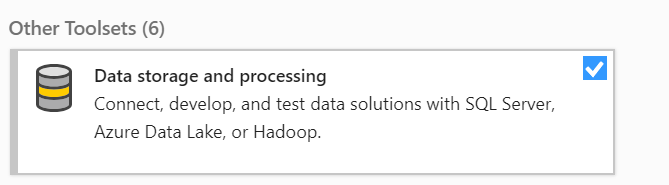 Other Toolsets (6)
Data storage and processing
Connect, develop, and test data solutions with SQL Server,
Azure Data Lake, or Hadoop.